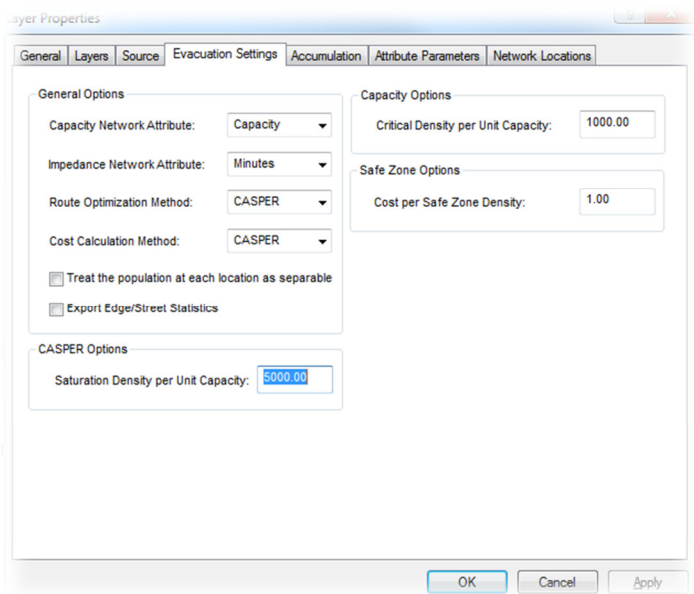 ayer Properties
General Layers Source Evacuation Settings Accumulation Attribute Parameters Network Locations
General Options
Capacity Network Attribute: Capacity
Impedance Network Attribute: Minutes
Route Optimization Method: CASPER
Cost Calculation Method: CASPER
Treat the population at each location as separable
Export Edge/Street Statistics
CASPER Options
Saturation Density per Unit Capacity: 5000.00
Capacity Options
Critical Density per Unit Capacity: 1000.00
Safe Zone Options
Cost per Safe Zone Density: 1.00
OK Cancel Apply